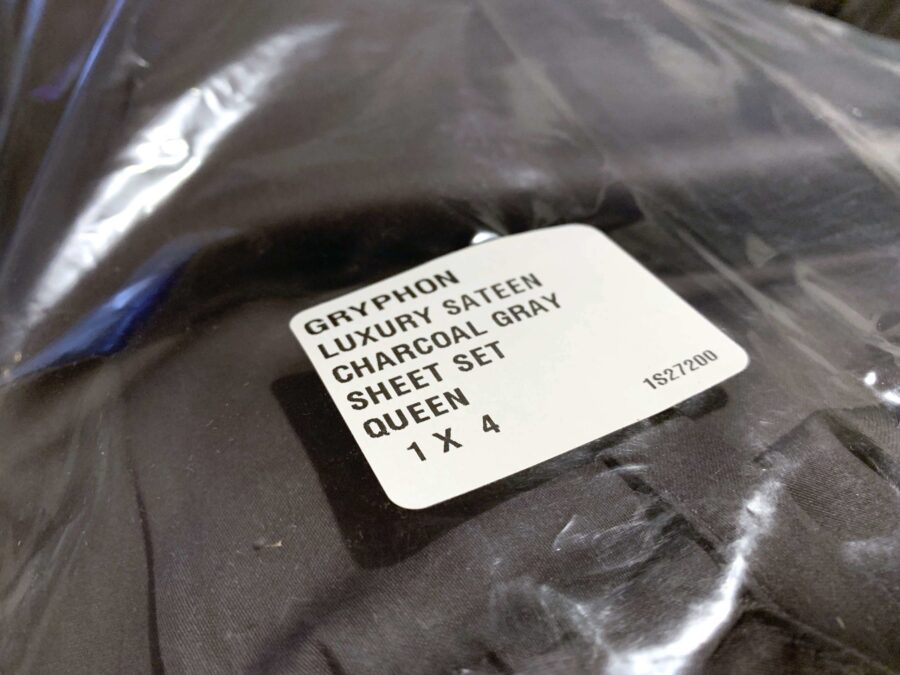 GRYPHON
LUXURY SATEEN
CHARCOAL GRAY
SHEET SET
QUEEN
1 X 4
1S27200